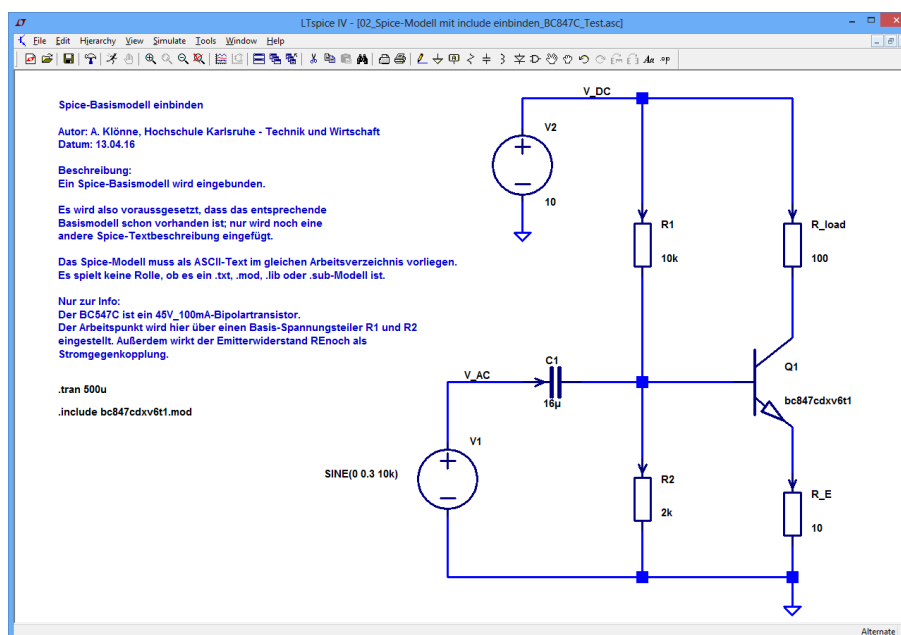 LTspice IV - [02_Spice-Modell mit include einbinden_BC847C_Test.asc]
File Edit Hierarchy View Simulate Tools Window Help
Spice-Basismodell einbinden
Autor: A. Klönne, Hochschule Karlsruhe - Technik und Wirtschaft
Datum: 13.04.16
Beschreibung:
Ein Spice-Basismodell wird eingebunden.
Es wird also voraussgesetzt, dass das entsprechende
Basismodell schon vorhanden ist; nur wird noch eine
andere Spice-Textbeschreibung eingefügt.
Das Spice-Modell muss als ASCII-Text im gleichen Arbeitsverzeichnis vorliegen.
Es spielt keine Rolle, ob es ein .txt, .mod, .lib oder .sub-Modell ist.
Nur zur Info:
Der BC547C ist ein 45V_100mA-Bipolartransistor.
Der Arbeitspunkt wird hier über einen Basis-Spannungsteiler R1 und R2
eingestellt. Außerdem wirkt der Emitterwiderstand REnoch als
Stromgegenkopplung.
.tran 500u
.include bc847cdxv6t1.mod
V_DC
V2
10
R1
10k
R_load
100
C1
16µ
V_AC
Q1
bc847cdxv6t1
V1
SINE(0 0.3 10k)
R2
2k
R_E
10
Alternate